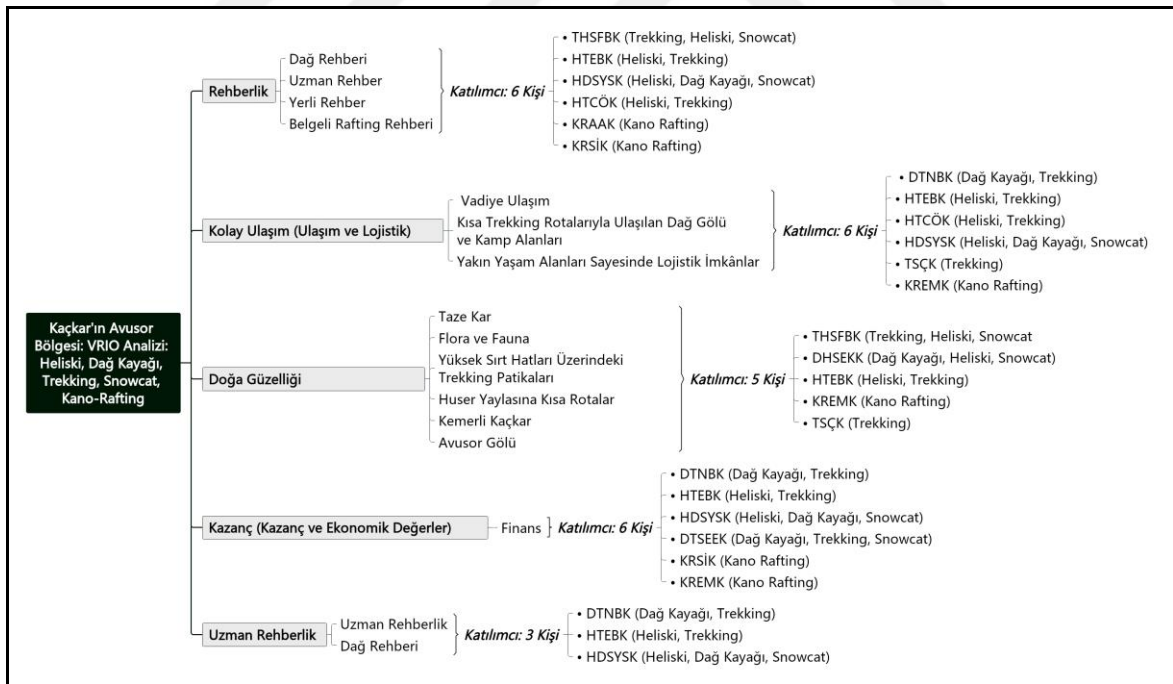 Kaçkar'ın Avusor
Bölgesi: VRIO Analizi:
Heliski, Dağ Kayağı,
Trekking, Snowcat,
Kano-Rafting
Rehberlik
Dağ Rehberi
Uzman Rehber
Yerli Rehber
Belgeli Rafting Rehberi
Katılımcı: 6 Kişi
• THSFBK (Trekking, Heliski, Snowcat)
• HTEBK (Heliski, Trekking)
• HDSYSK (Heliski, Dağ Kayağı, Snowcat)
• HTCÖK (Heliski, Trekking)
• KRAAK (Kano Rafting)
• KRSİK (Kano Rafting)
Kolay Ulaşım (Ulaşım ve Lojistik)
Vadiye Ulaşım
Kısa Trekking Rotalarıyla Ulaşılan Dağ Gölü
ve Kamp Alanları
Yakın Yaşam Alanları Sayesinde Lojistik İmkânlar
Katılımcı: 6 Kişi
• DTNBK (Dağ Kayağı, Trekking)
• HTEBK (Heliski, Trekking)
• HTCÖK (Heliski, Trekking)
• HDSYSK (Heliski, Dağ Kayağı, Snowcat)
• TSÇK (Trekking)
• KREMK (Kano Rafting)
Doğa Güzelliği
Taze Kar
Flora ve Fauna
Yüksek Sırt Hatları Üzerindeki
Trekking Patikaları
Huser Yaylasına Kısa Rotalar
Kemerli Kaçkar
Avusor Gölü
Katılımcı: 5 Kişi
• THSFBK (Trekking, Heliski, Snowcat
• DHSEKK (Dağ Kayağı, Heliski, Snowcat)
• HTEBK (Heliski, Trekking)
• KREMK (Kano Rafting)
• TSÇK (Trekking)
Kazanç (Kazanç ve Ekonomik Değerler)
Finans
Katılımcı: 6 Kişi
• DTNBK (Dağ Kayağı, Trekking)
• HTEBK (Heliski, Trekking)
• HDSYSK (Heliski, Dağ Kayağı, Snowcat)
• DTSEEK (Dağ Kayağı, Trekking, Snowcat)
• KRSİK (Kano Rafting)
• KREMK (Kano Rafting)
Uzman Rehberlik
Uzman Rehberlik
Dağ Rehberi
Katılımcı: 3 Kişi
• DTNBK (Dağ Kayağı, Trekking)
• HTEBK (Heliski, Trekking)
• HDSYSK (Heliski, Dağ Kayağı, Snowcat)